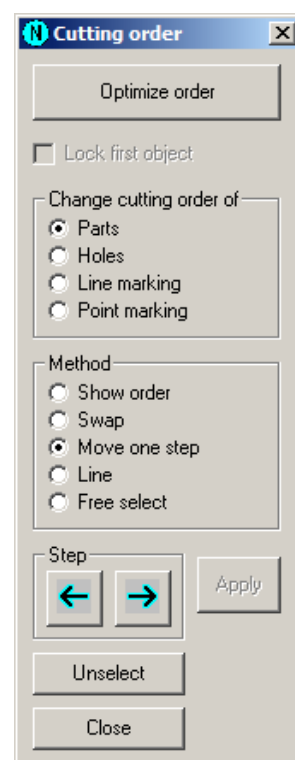 N Cutting order
Optimize order
Lock first object
Change cutting order of
Parts
Holes
Line marking
Point marking
Method
Show order
Swap
Move one step
Line
Free select
Step
Apply
Unselect
Close